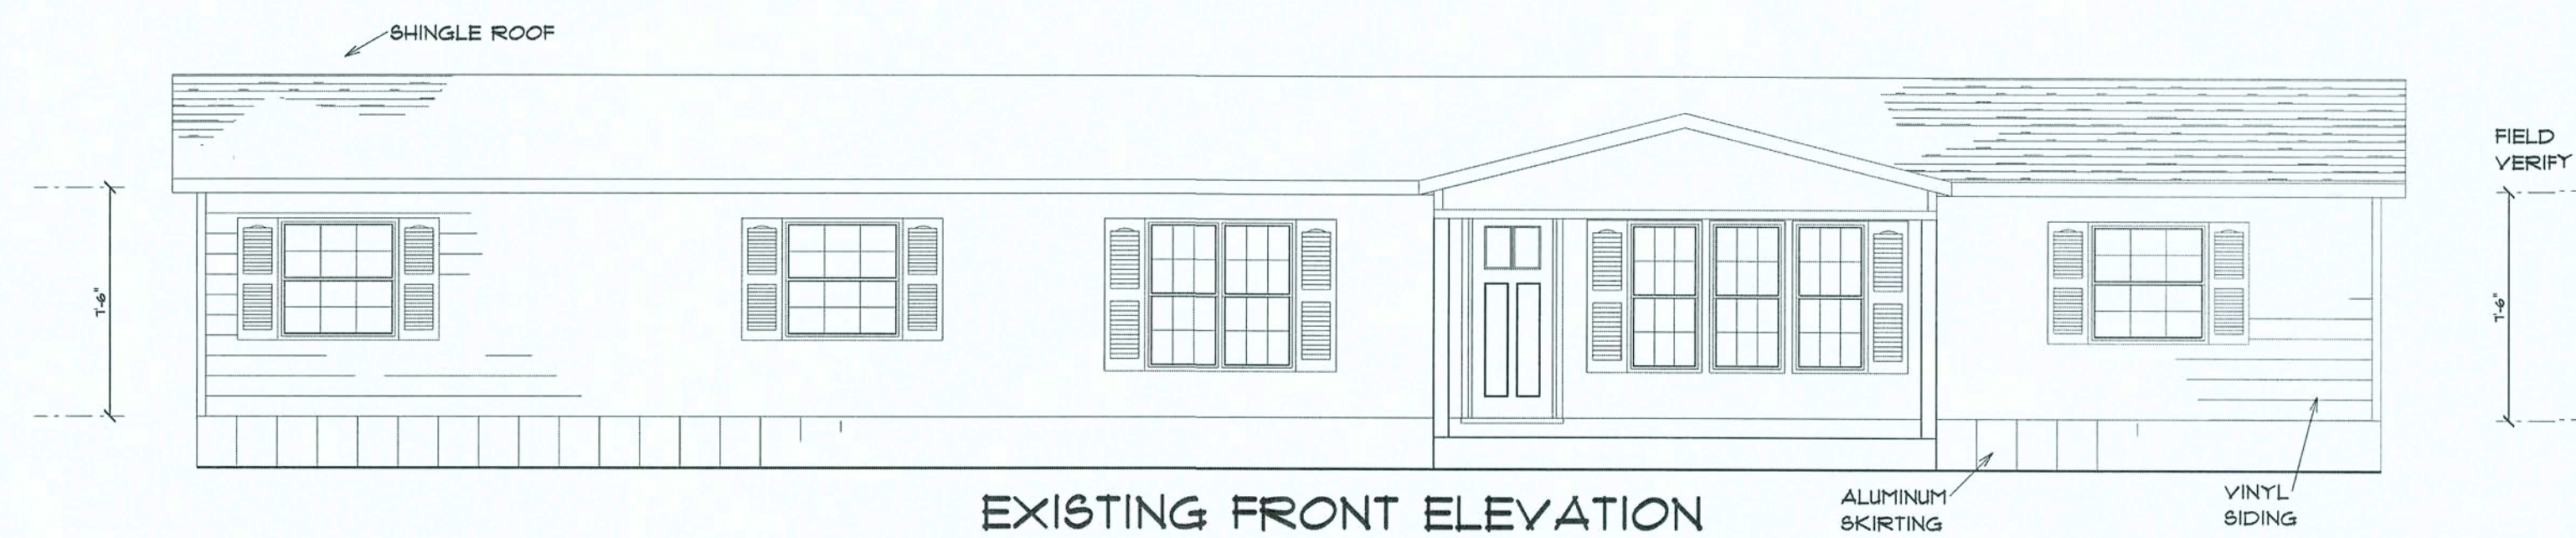 SHINGLE ROOF
FIELD
VERIFY
7'-6"
7'-6"
EXISTING FRONT ELEVATION
ALUMINUM
SKIRTING
VINYL
SIDING